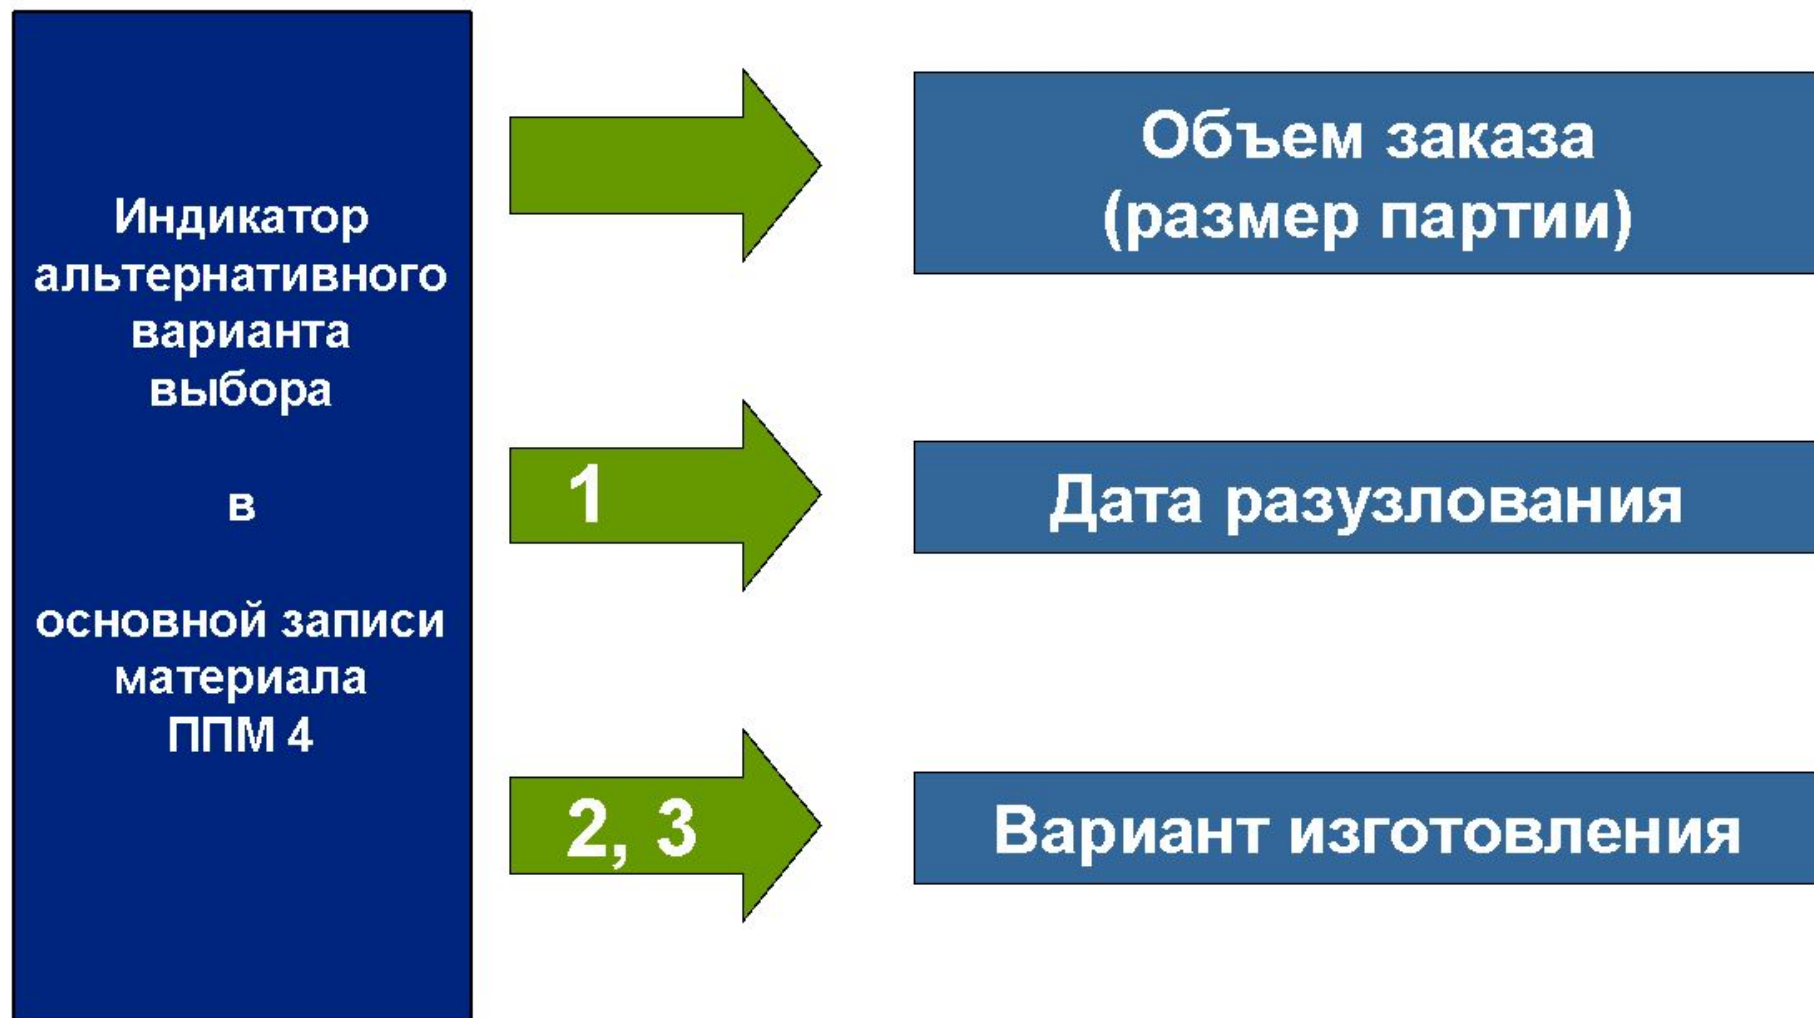 Индикатор
альтернативного
варианта
выбора
в
основной записи
материала
ППМ 4
Объем заказа
(размер партии)
1
Дата разузлования
2, 3
Вариант изготовления